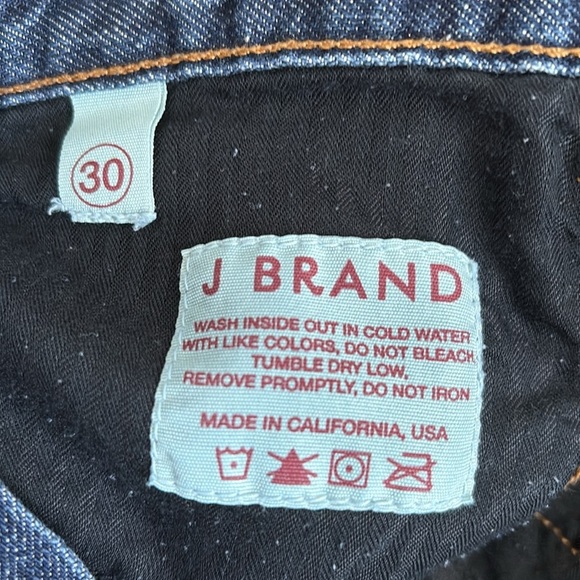 30
J BRAND
WASH INSIDE OUT IN COLD WATER
WITH LIKE COLORS, DO NOT BLEACH,
TUMBLE DRY LOW,
REMOVE PROMPTLY, DO NOT IRON
MADE IN CALIFORNIA, USA